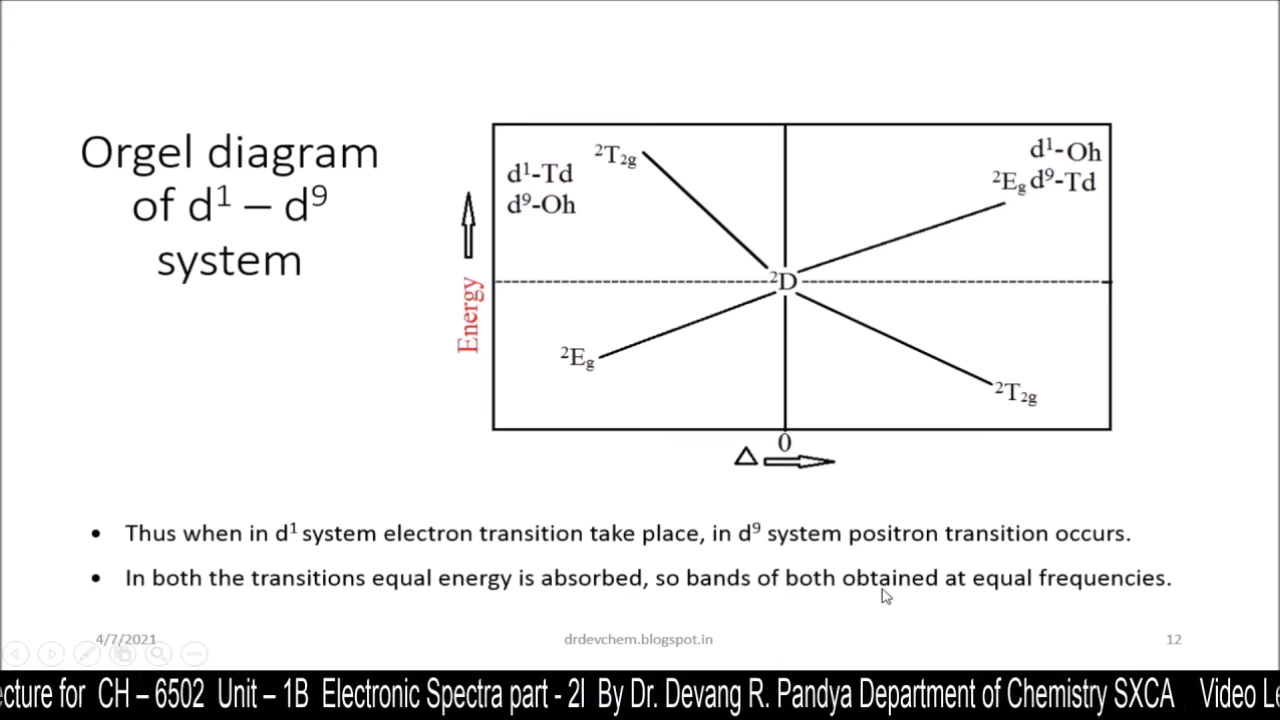 Orgel diagram
of d¹ – d⁹
system
Energy
d¹-Td
d⁹-Oh
²T₂g
d¹-Oh
²Eg d⁹-Td
²D
²Eg
²T₂g
0
Δ
• Thus when in d¹ system electron transition take place, in d⁹ system positron transition occurs.
• In both the transitions equal energy is absorbed, so bands of both obtained at equal frequencies.
4/7/2021
drdevchem.blogspot.in
12
ecture for CH – 6502 Unit – 1B Electronic Spectra part - 2I By Dr. Devang R. Pandya Department of Chemistry SXCA Video Le